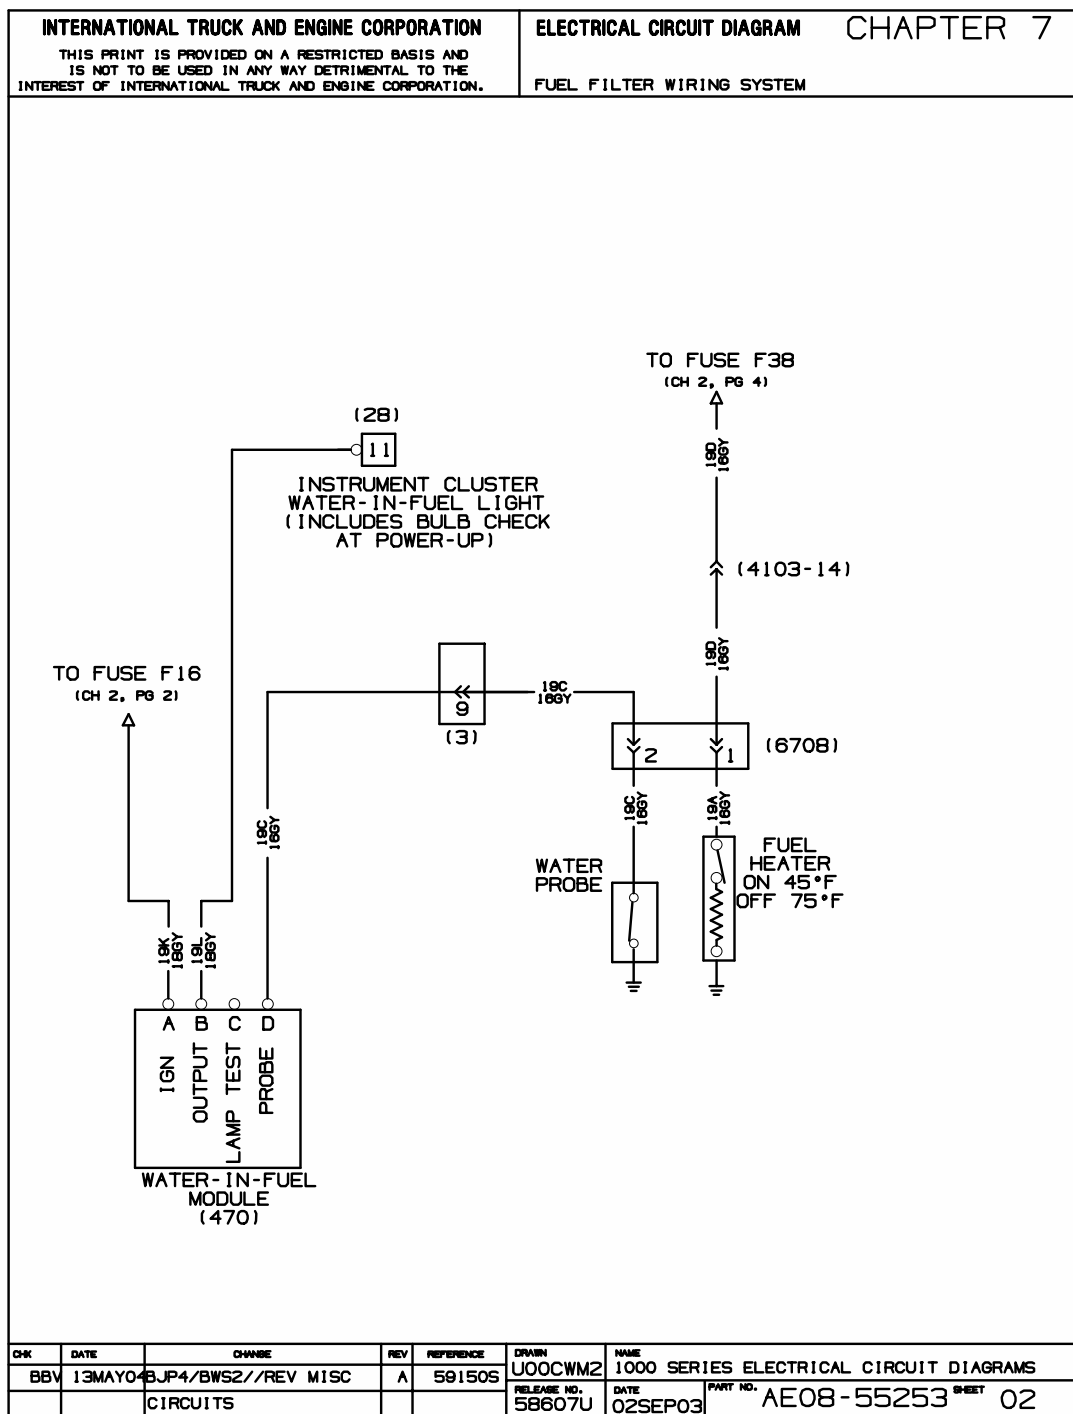 INTERNATIONAL TRUCK AND ENGINE CORPORATION
THIS PRINT IS PROVIDED ON A RESTRICTED BASIS AND
IS NOT TO BE USED IN ANY WAY DETRIMENTAL TO THE
INTEREST OF INTERNATIONAL TRUCK AND ENGINE CORPORATION.
ELECTRICAL CIRCUIT DIAGRAM
CHAPTER 7
FUEL FILTER WIRING SYSTEM
TO FUSE F38
(CH 2, PG 4)
19D
16GY
(2B)
11
INSTRUMENT CLUSTER
WATER-IN-FUEL LIGHT
(INCLUDES BULB CHECK
AT POWER-UP)
(4103-14)
19D
16GY
TO FUSE F16
(CH 2, PG 2)
9
(3)
19C
16GY
2
1
(6708)
19C
16GY
19C
16GY
19A
16GY
WATER
PROBE
FUEL
HEATER
ON 45°F
OFF 75°F
19K
18GY
19L
18GY
A B C D
IGN
OUTPUT
LAMP TEST
PROBE
WATER-IN-FUEL
MODULE
(470)
CHK DATE CHANGE REV REFERENCE
BBV 13MAY04 BJP4/BWS2//REV MISC A 59150S
CIRCUITS
DRAWN
U00CWM2
NAME
1000 SERIES ELECTRICAL CIRCUIT DIAGRAMS
RELEASE NO.
58607U
DATE
02SEP03
PART NO.
AE08-55253
SHEET
02